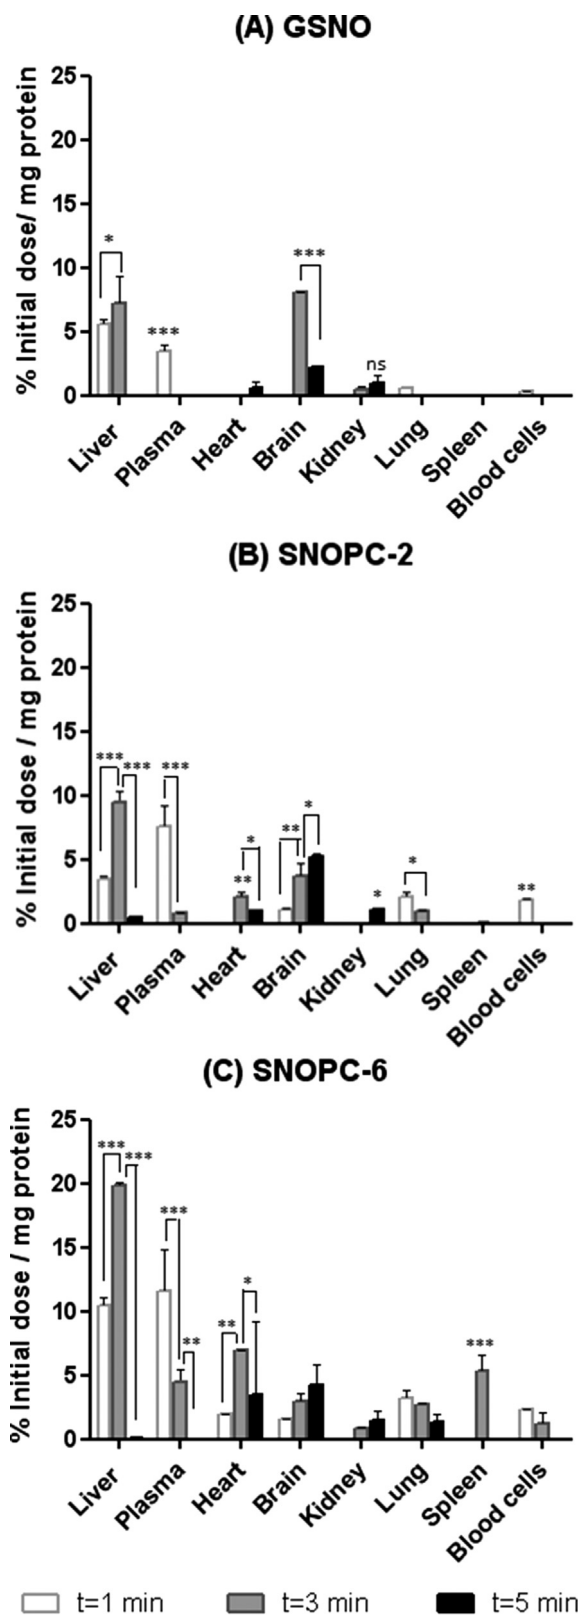 (A) GSNO
% Initial dose/ mg protein
25
20
15
10
5
0
*
***
***
ns
Liver
Plasma
Heart
Brain
Kidney
Lung
Spleen
Blood cells
(B) SNOPC-2
% Initial dose / mg protein
25
20
15
10
5
0
***
***
***
**
*
**
*
*
*
**
Liver
Plasma
Heart
Brain
Kidney
Lung
Spleen
Blood cells
(C) SNOPC-6
% Initial dose / mg protein
25
20
15
10
5
0
***
***
***
**
**
*
***
Liver
Plasma
Heart
Brain
Kidney
Lung
Spleen
Blood cells
t=1 min t=3 min t=5 min